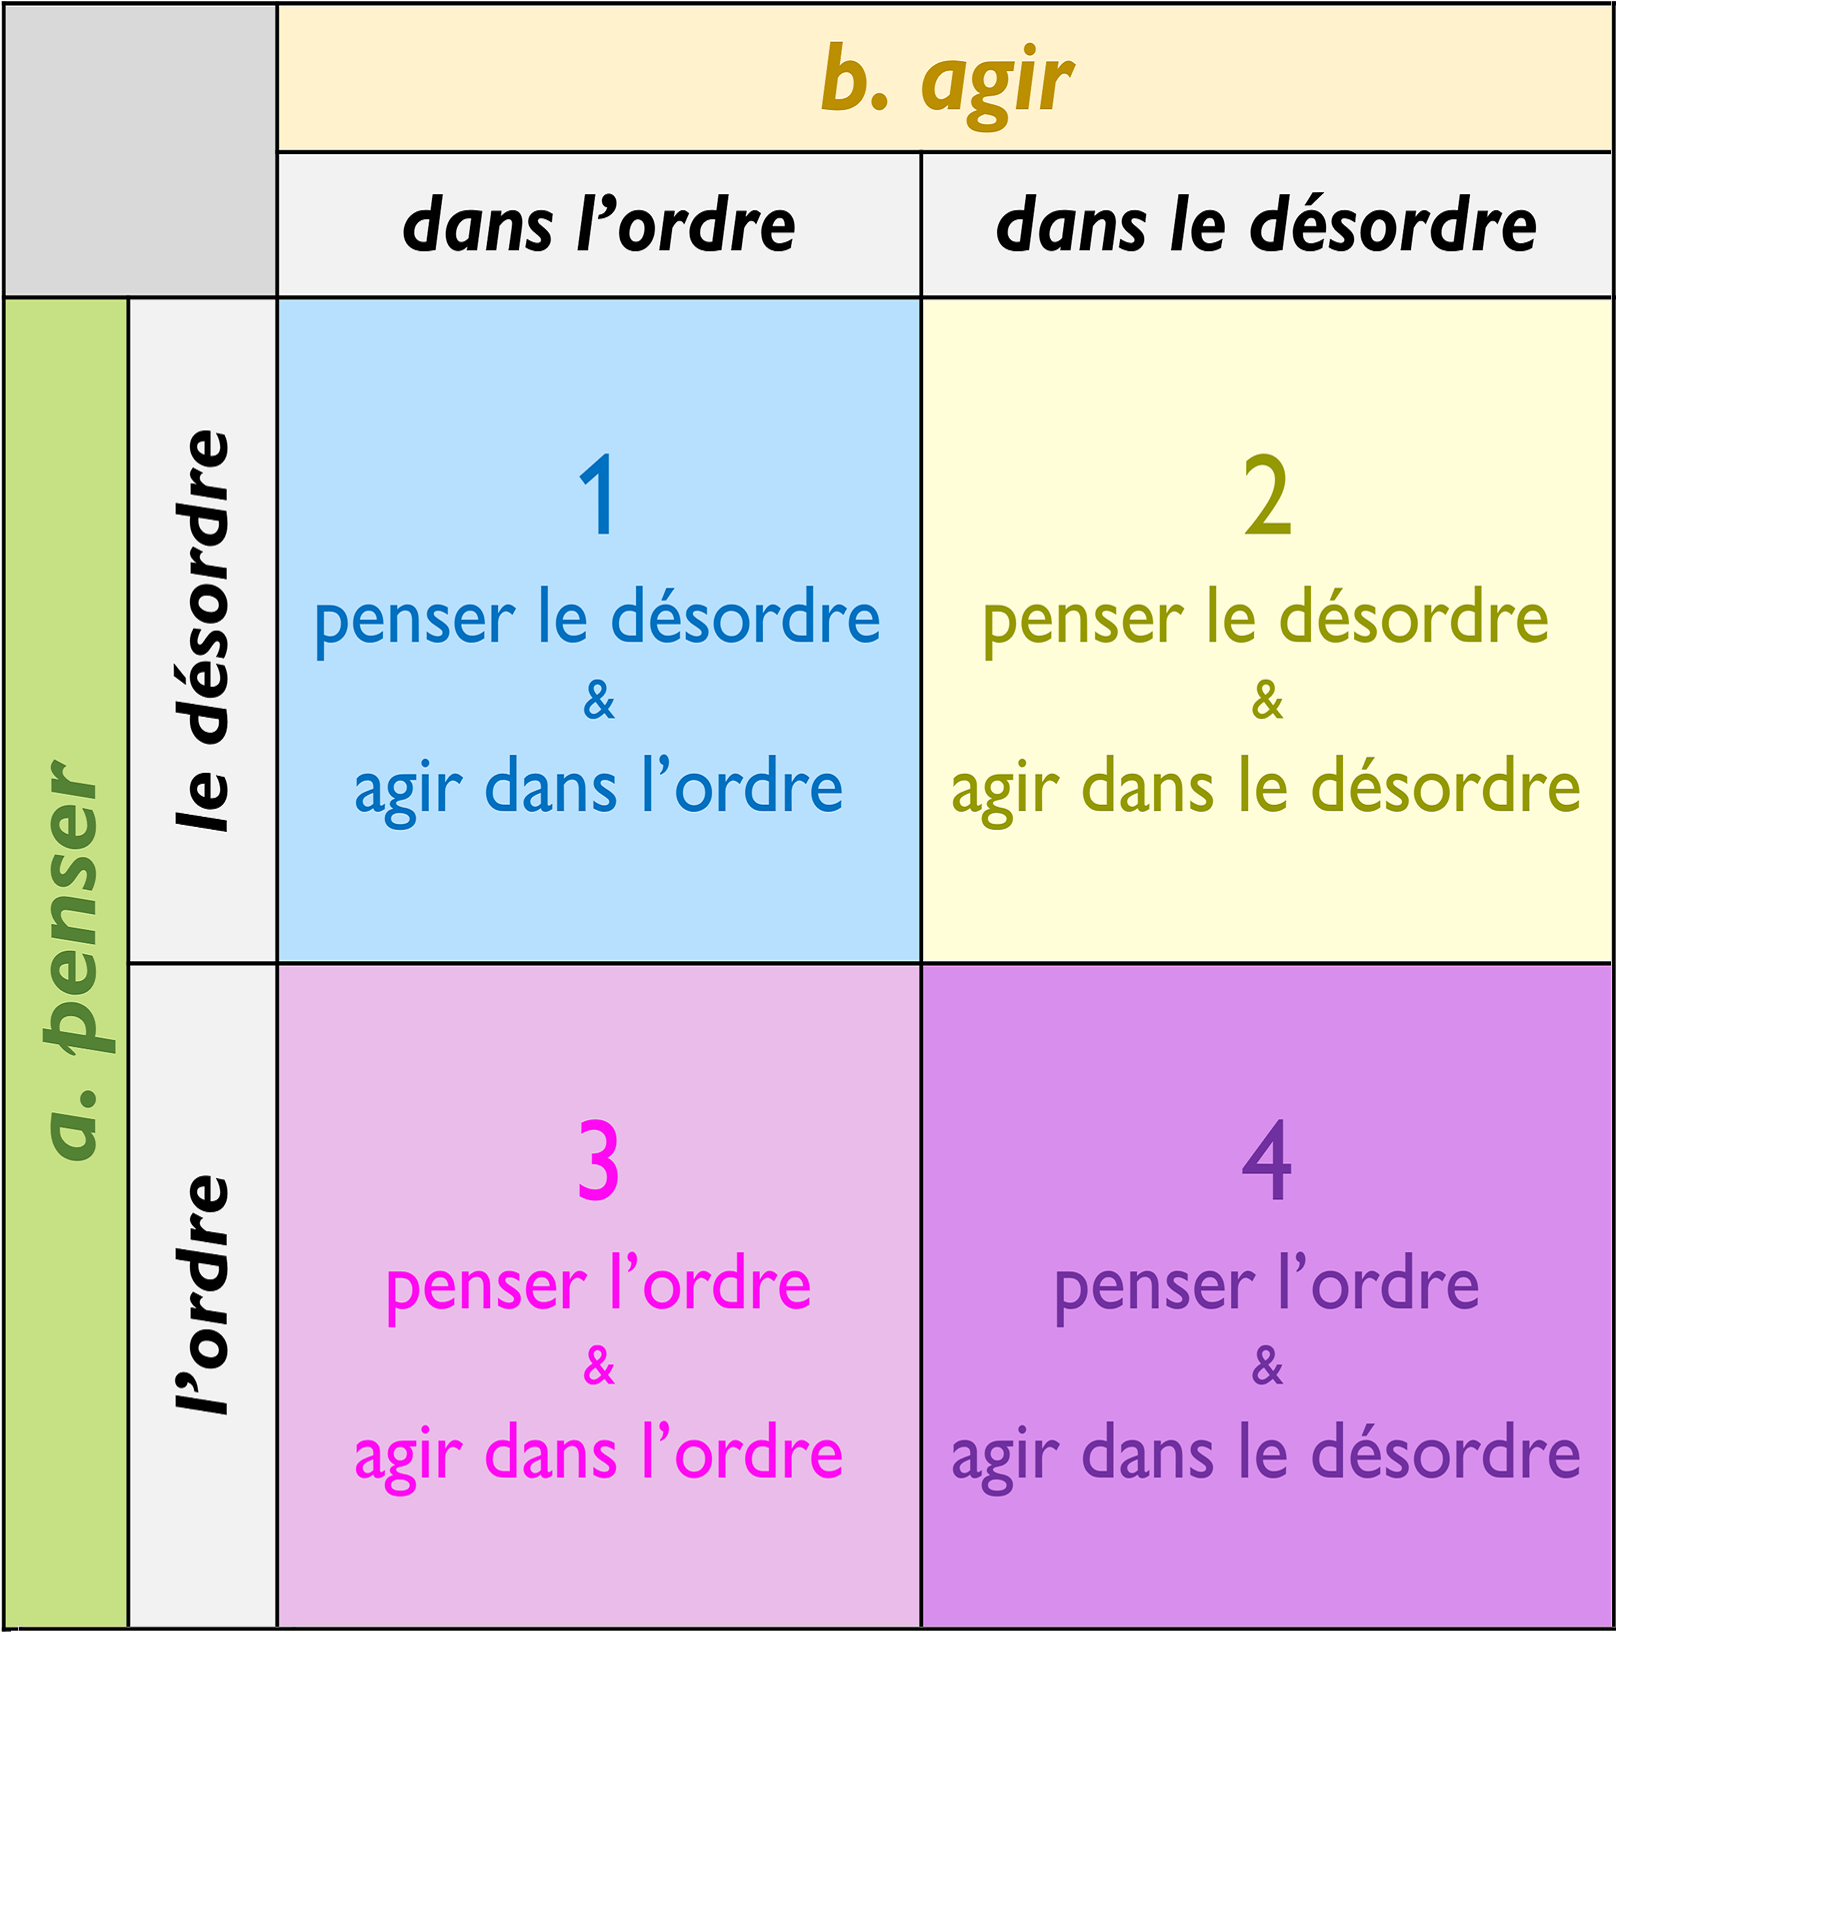 b. agir
dans l’ordre
dans le désordre
a. penser
le désordre
1
penser le désordre
&
agir dans l’ordre
2
penser le désordre
&
agir dans le désordre
l’ordre
3
penser l’ordre
&
agir dans l’ordre
4
penser l’ordre
&
agir dans le désordre